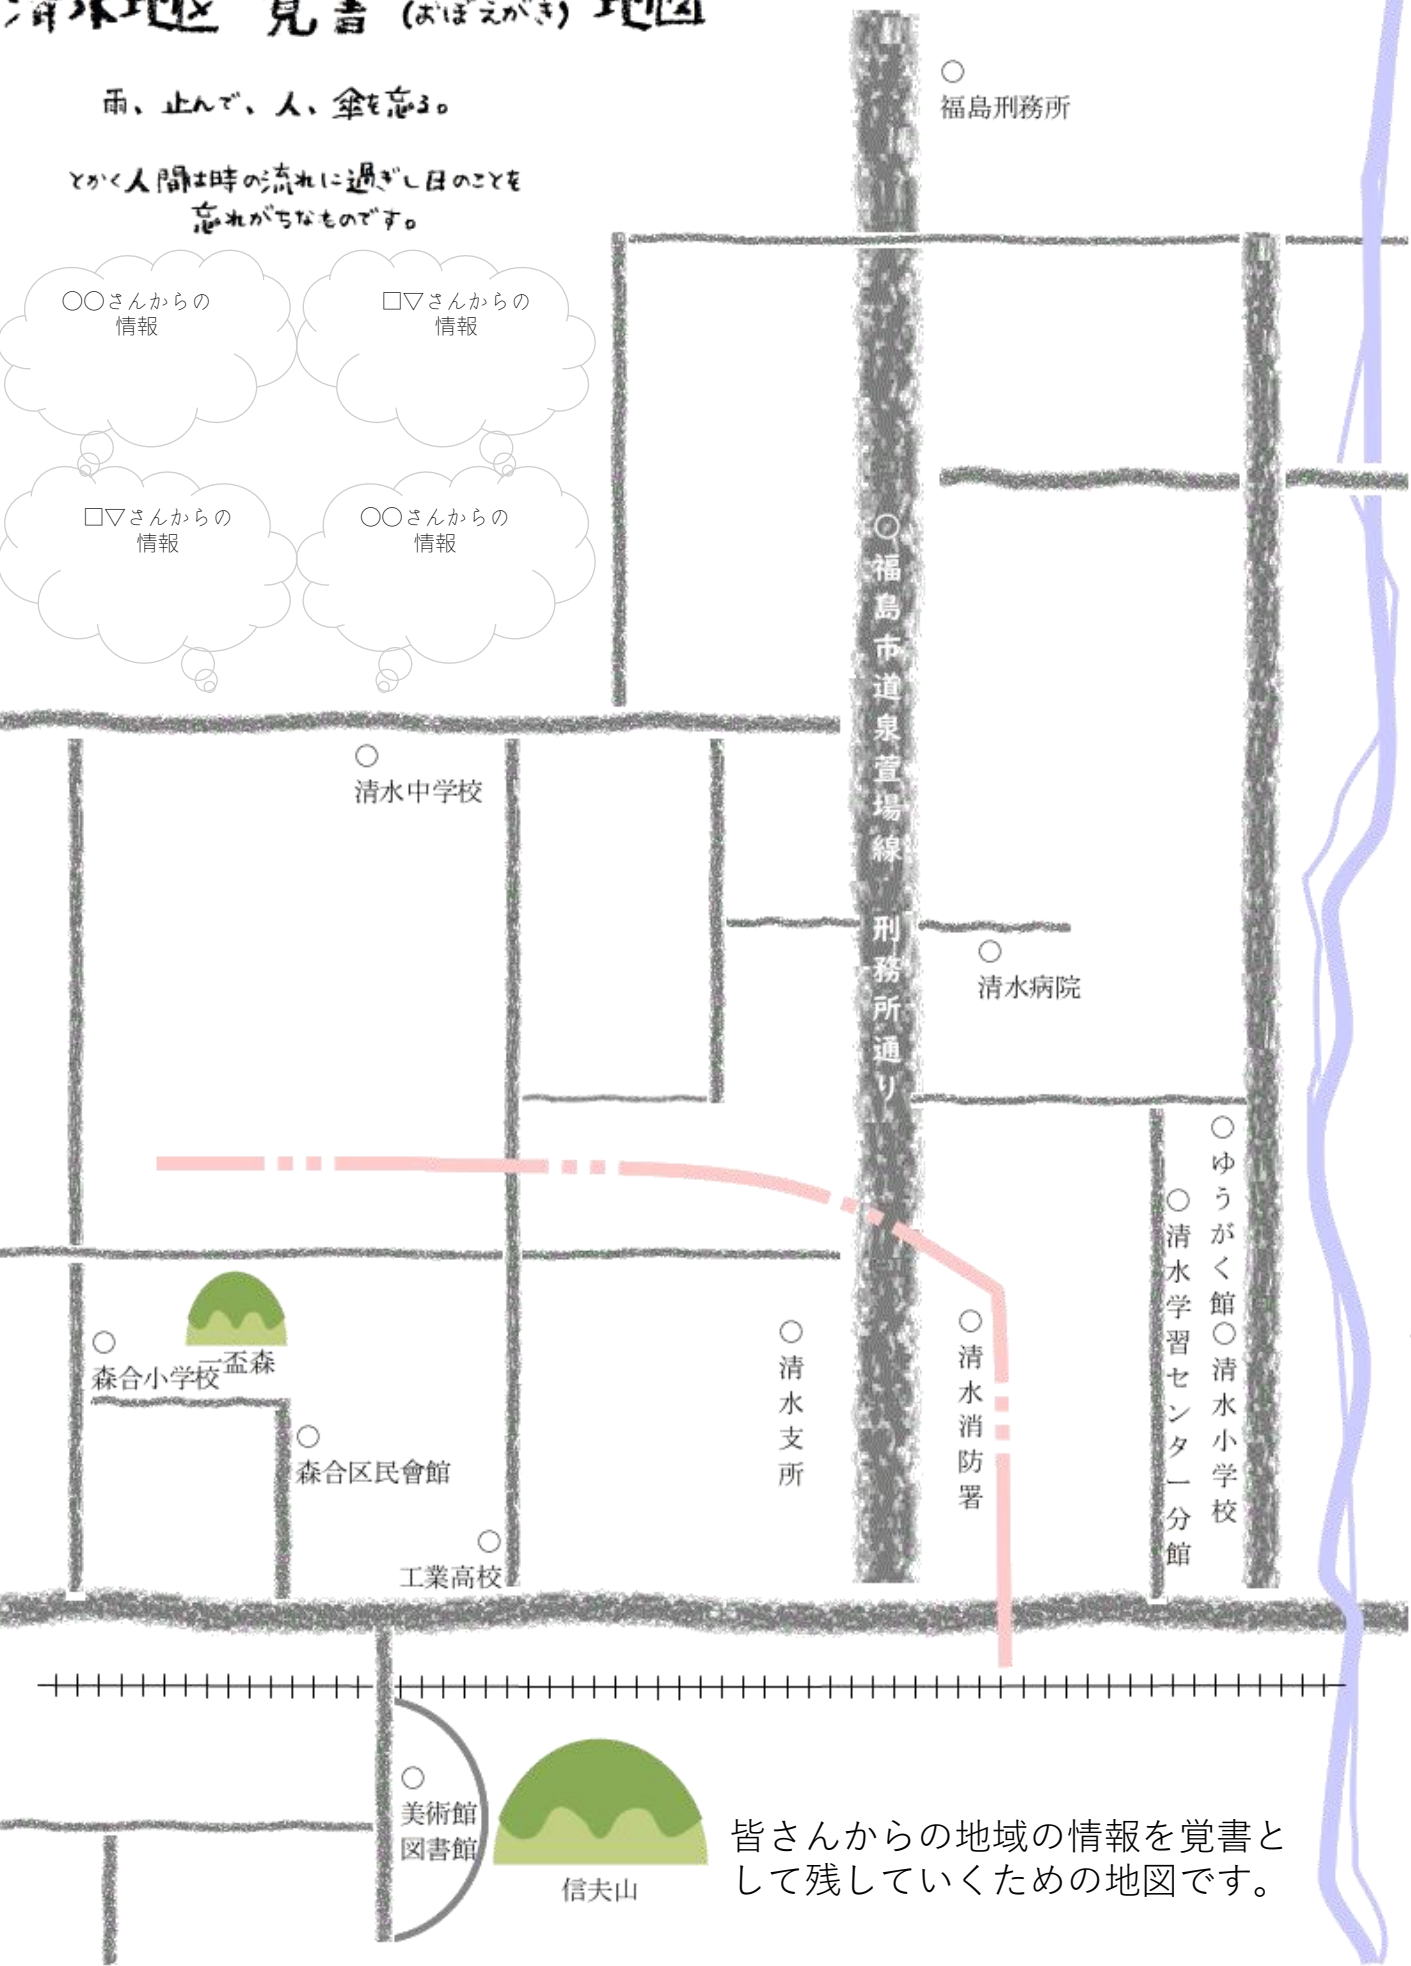 清水地区 覚書(おぼえがき)地図
雨、止んで、人、傘を忘る。
とかく人間は時の流れに過ぎし日のことを
忘れがちなものです。
○○さんからの
情報
□▽さんからの
情報
□▽さんからの
情報
○○さんからの
情報
○
福島刑務所
○福島市道泉萱場線 刑務所通り
○
清水中学校
○
清水病院
○ゆうがく館
○清水学習センター分館
○清水小学校
○清水支所
○清水消防署
○
森合小学校
一盃森
○
森合区民會館
○
工業高校
○
美術館
図書館
信夫山
皆さんからの地域の情報を覚書と
して残していくための地図です。